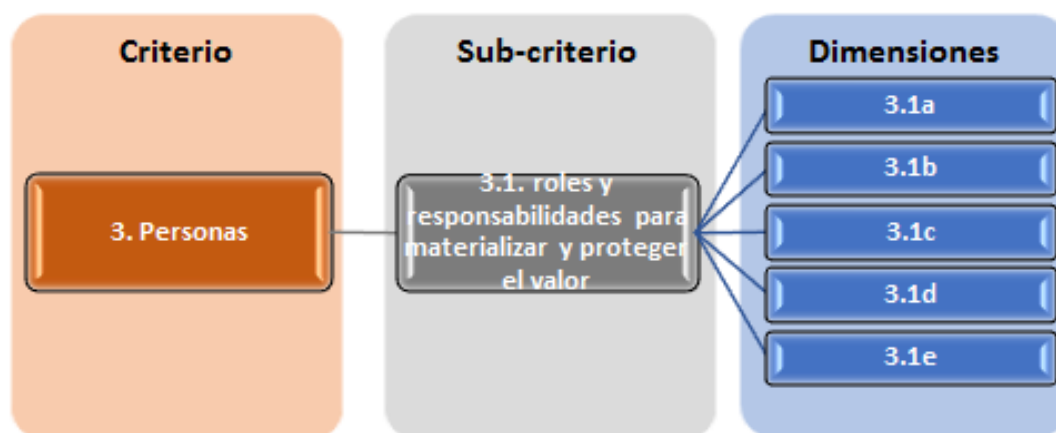 Criterio
Sub-criterio
Dimensiones
3. Personas
3.1. roles y
responsabilidades para
materializar y proteger
el valor
3.1a
3.1b
3.1c
3.1d
3.1e